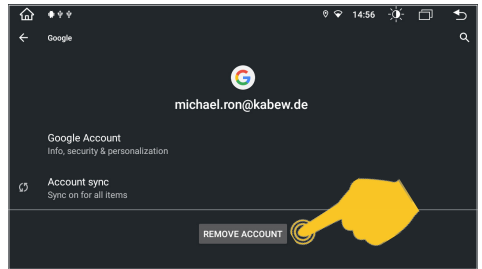 14:56
Google
michael.ron@kabew.de
Google Account
Info, security & personalization
Account sync
Sync on for all items
REMOVE ACCOUNT